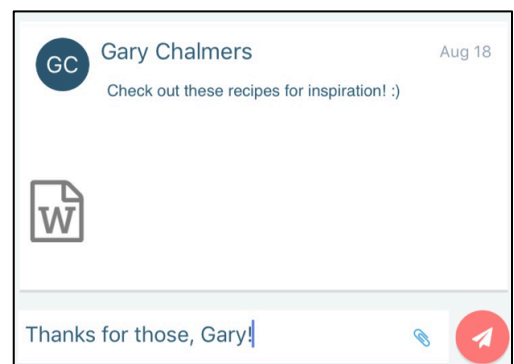 GC
Gary Chalmers
Aug 18
Check out these recipes for inspiration! :)
W
Thanks for those, Gary!